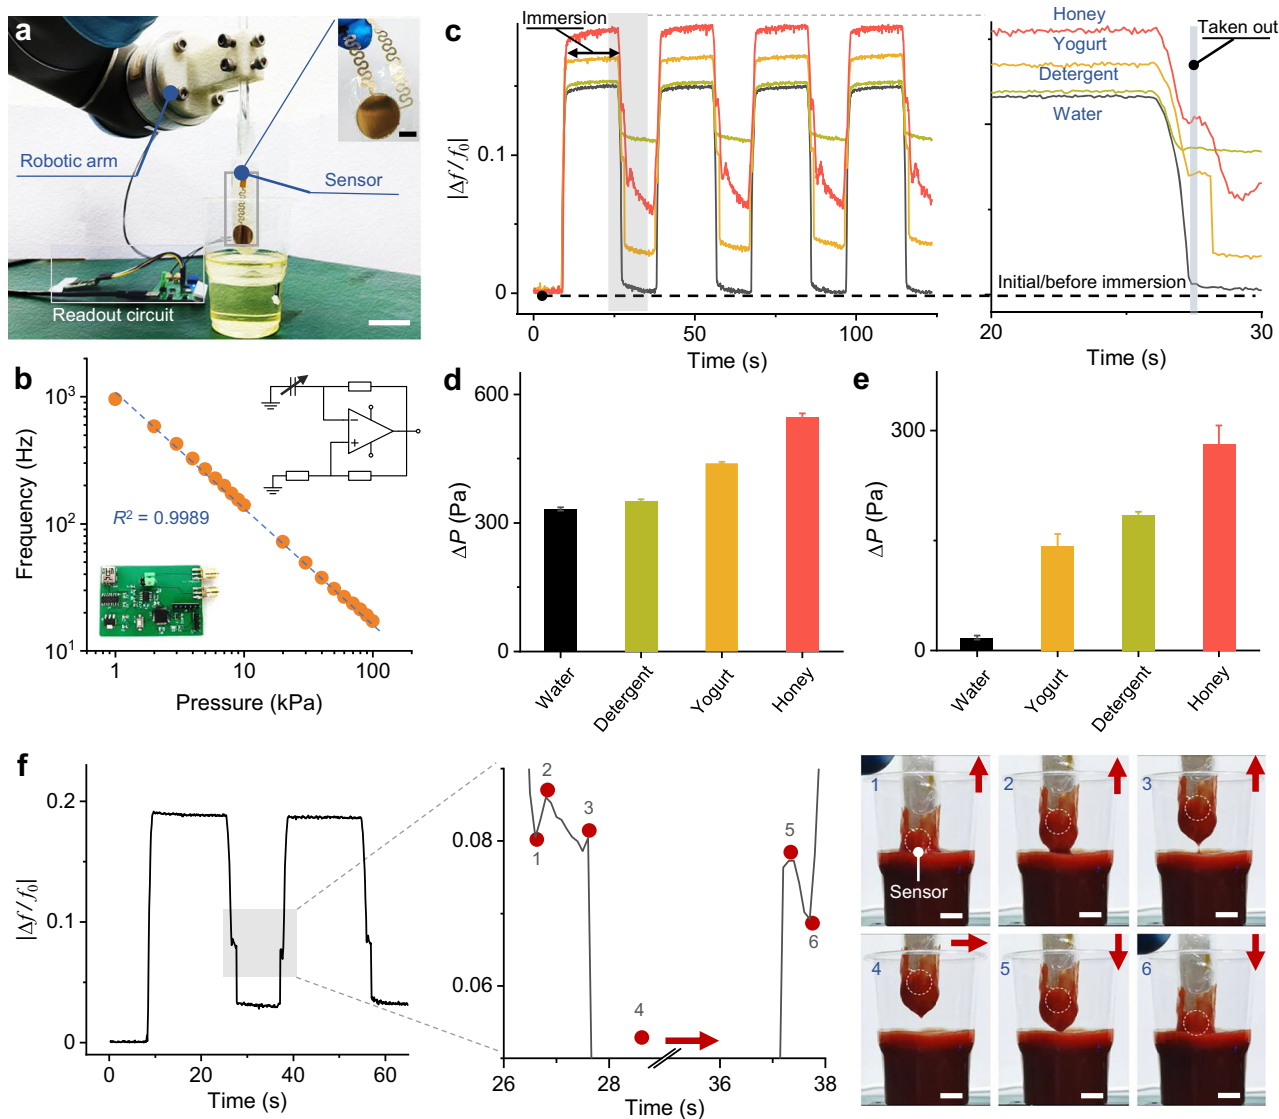 a
Robotic arm
Sensor
Readout circuit
c
Immersion
|Δf/f₀|
0.1
0
0
50
100
Time (s)
Honey
Yogurt
Detergent
Water
Taken out
Initial/before immersion
20
30
Time (s)
b
Frequency (Hz)
10³
10²
10¹
R² = 0.9989
1
10
100
Pressure (kPa)
d
ΔP (Pa)
600
300
0
Water
Detergent
Yogurt
Honey
e
ΔP (Pa)
300
0
Water
Yogurt
Detergent
Honey
f
|Δf/f₀|
0.2
0.1
0
0
20
40
60
Time (s)
0.08
0.06
1
2
3
4
5
6
26
28
36
38
Time (s)
1
Sensor
2
3
4
5
6